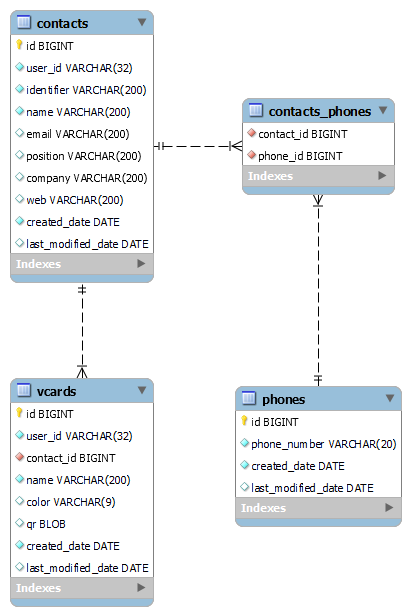 contacts
id BIGINT
user_id VARCHAR(32)
identifier VARCHAR(200)
name VARCHAR(200)
email VARCHAR(200)
position VARCHAR(200)
company VARCHAR(200)
web VARCHAR(200)
created_date DATE
last_modified_date DATE
Indexes
contacts_phones
contact_id BIGINT
phone_id BIGINT
Indexes
vcards
id BIGINT
user_id VARCHAR(32)
contact_id BIGINT
name VARCHAR(200)
color VARCHAR(9)
qr BLOB
created_date DATE
last_modified_date DATE
Indexes
phones
id BIGINT
phone_number VARCHAR(20)
created_date DATE
last_modified_date DATE
Indexes